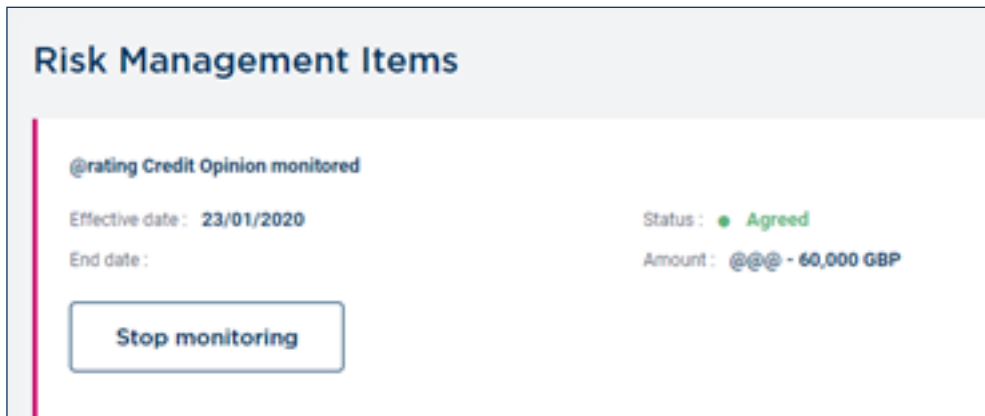 Risk Management Items
@rating Credit Opinion monitored
Effective date : 23/01/2020
Status : Agreed
End date :
Amount : @@@ - 60,000 GBP
Stop monitoring